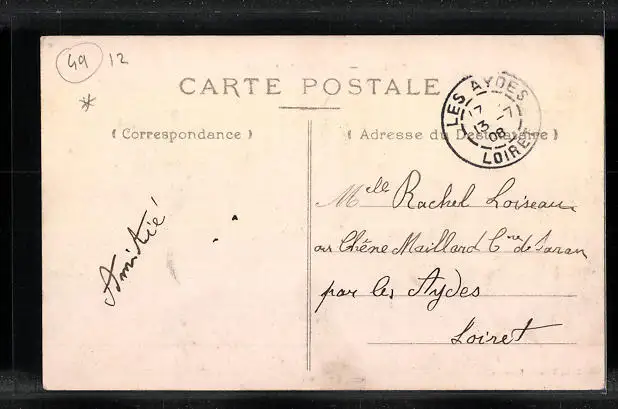 49 12
*
CARTE POSTALE
( Correspondance )
( Adresse du Destinataire )
LES AYDES
13 -7
08
LOIRET
Amitié
Mlle Rachel Loiseau
au Chêne Maillard Cne de Saran
par les Aydes
Loiret